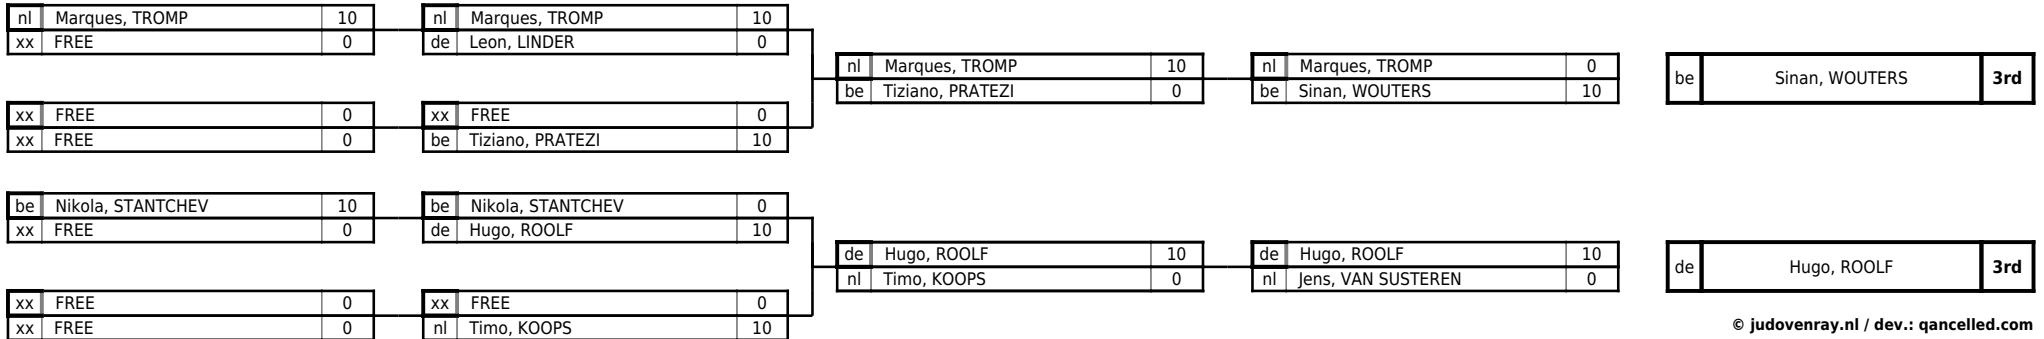 nl Marques, TROMP 10
xx FREE 0
nl Marques, TROMP 10
de Leon, LINDER 0
xx FREE 0
xx FREE 0
xx FREE 0
be Tiziano, PRATEZI 10
nl Marques, TROMP 10
be Tiziano, PRATEZI 0
nl Marques, TROMP 0
be Sinan, WOUTERS 10
be Sinan, WOUTERS 3rd
be Nikola, STANTCHEV 10
xx FREE 0
be Nikola, STANTCHEV 0
de Hugo, ROOLF 10
xx FREE 0
xx FREE 0
xx FREE 0
nl Timo, KOOPS 10
de Hugo, ROOLF 10
nl Timo, KOOPS 0
de Hugo, ROOLF 10
nl Jens, VAN SUSTEREN 0
de Hugo, ROOLF 3rd
© judovenray.nl / dev.: qancelled.com